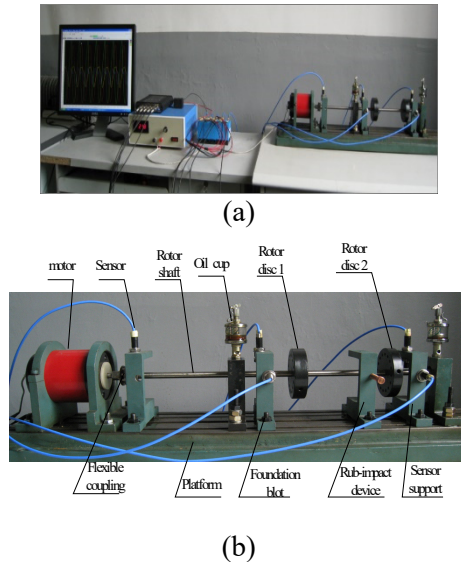 (a)
motor
Sensor
Rotor
shaft
Oil cup
Rotor
disc 1
Rotor
disc 2
Flexible
coupling
Platform
Foundation
blot
Rub-impact
device
Sensor
support
(b)